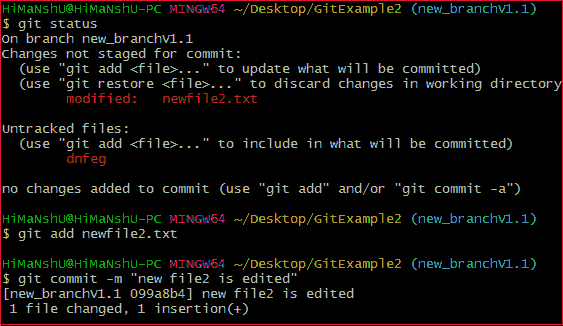 HiMaNshU@HiMaNshU-PC MINGW64 ~/Desktop/GitExample2 (new_branchv1.1)
$ git status
On branch new_branchv1.1
Changes not staged for commit:
  (use "git add <file>..." to update what will be committed)
  (use "git restore <file>..." to discard changes in working directory
        modified:   newfile2.txt

Untracked files:
  (use "git add <file>..." to include in what will be committed)
        dnfeg

no changes added to commit (use "git add" and/or "git commit -a")

HiMaNshU@HiMaNshU-PC MINGW64 ~/Desktop/GitExample2 (new_branchv1.1)
$ git add newfile2.txt

HiMaNshU@HiMaNshU-PC MINGW64 ~/Desktop/GitExample2 (new_branchv1.1)
$ git commit -m "new file2 is edited"
[new_branchv1.1 099a8b4] new file2 is edited
 1 file changed, 1 insertion(+)